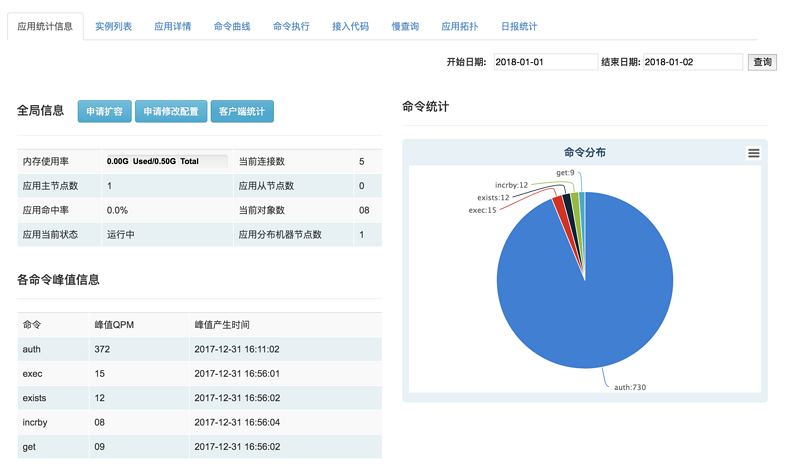 应用统计信息 实例列表 应用详情 命令曲线 命令执行 接入代码 慢查询 应用拓扑 日报统计
开始日期: 2018-01-01 结束日期: 2018-01-02 查询
全局信息 申请扩容 申请修改配置 客户端统计
内存使用率 0.00G Used/0.50G Total 当前连接数 5
应用主节点数 1 应用从节点数 0
应用命中率 0.0% 当前对象数 08
应用当前状态 运行中 应用分布机器节点数 1
各命令峰值信息
命令 峰值QPM 峰值产生时间
auth 372 2017-12-31 16:11:02
exec 15 2017-12-31 16:56:01
exists 12 2017-12-31 16:56:02
incrby 08 2017-12-31 16:56:04
get 09 2017-12-31 16:56:02
命令统计
命令分布
get:9
incrby:12
exists:12
exec:15
auth:730